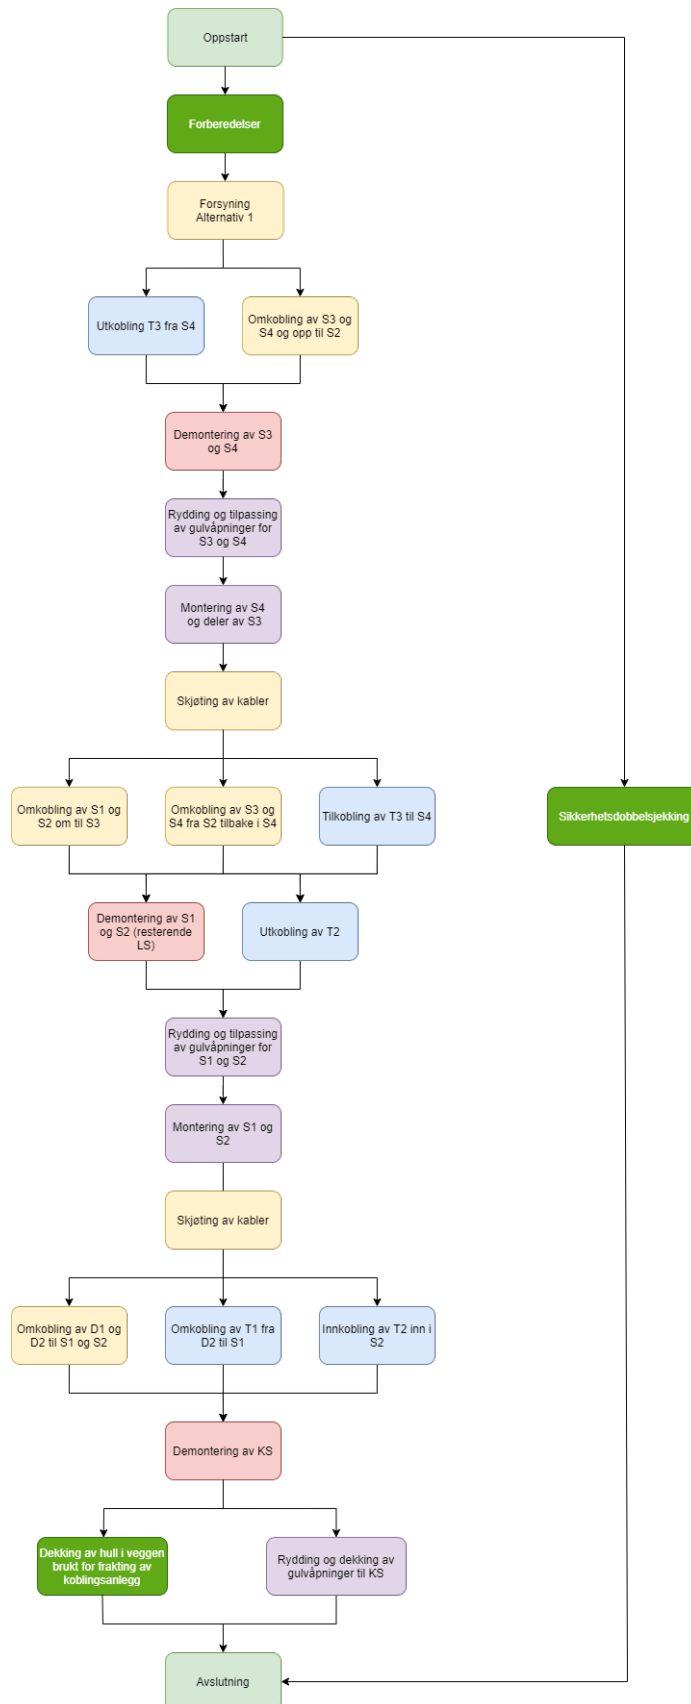 Oppstart
Forberedelser
Forsyning
Alternativ 1
Utkobling T3 fra S4
Omkobling av S3 og
S4 og opp til S2
Demontering av S3
og S4
Rydding og tilpassing
av gulvåpninger for
S3 og S4
Montering av S4
og deler av S3
Skjøting av kabler
Omkobling av S1 og
S2 om til S3
Omkobling av S3 og
S4 fra S2 tilbake i S4
Tilkobling av T3 til S4
Sikkerhetsdobbelsjekking
Demontering av S1
og S2 (resterende
LS)
Utkobling av T2
Rydding og tilpassing
av gulvåpninger for
S1 og S2
Montering av S1 og
S2
Skjøting av kabler
Omkobling av D1 og
D2 til S1 og S2
Omkobling av T1 fra
D2 til S1
Innkobling av T2 inn i
S2
Demontering av KS
Dekking av hull i veggen
brukt for frakting av
koblingsanlegg
Rydding og dekking av
gulvåpninger til KS
Avslutning